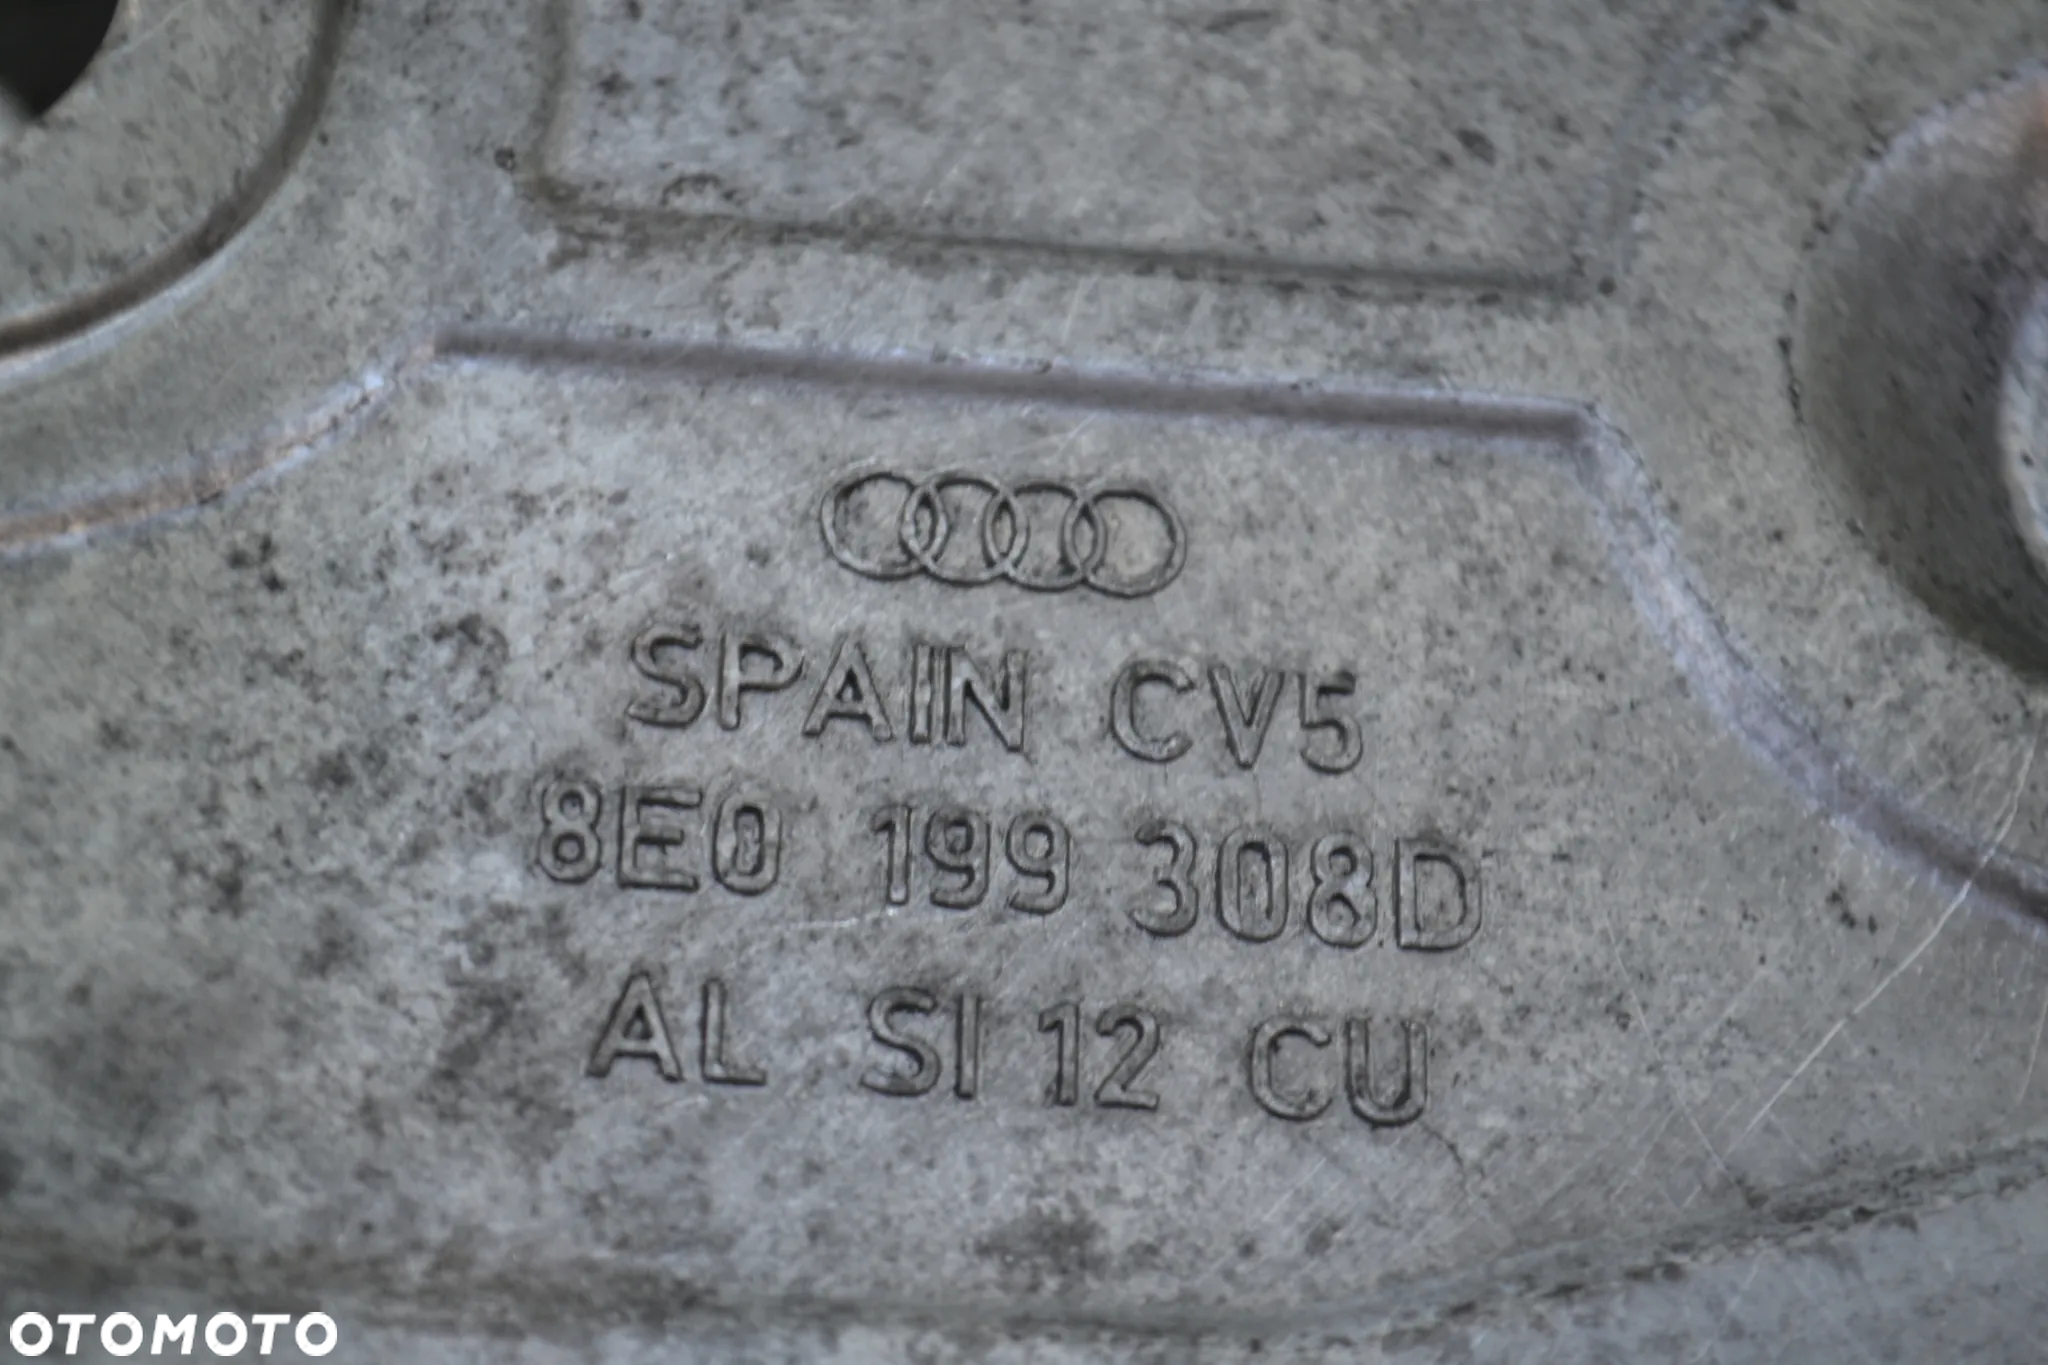 SPAIN CV5
8E0 199 308D
AL SI 12 CU
OTOMOTO